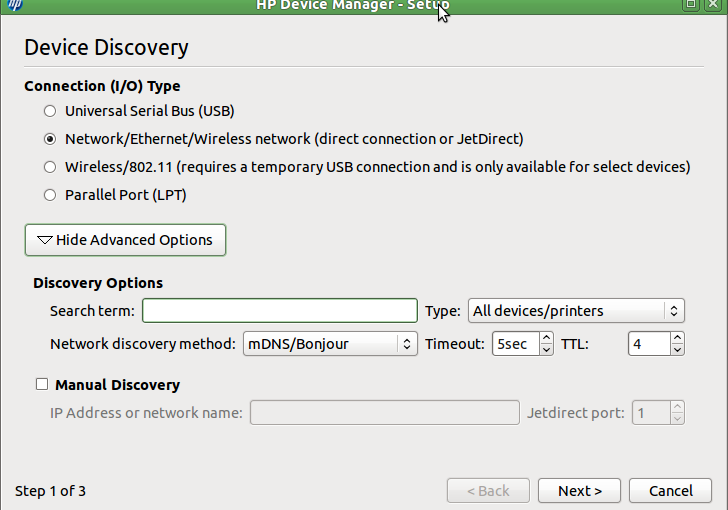 hp
HP Device Manager - Setup
Device Discovery
Connection (I/O) Type
Universal Serial Bus (USB)
Network/Ethernet/Wireless network (direct connection or JetDirect)
Wireless/802.11 (requires a temporary USB connection and is only available for select devices)
Parallel Port (LPT)
Hide Advanced Options
Discovery Options
Search term: Type: All devices/printers
Network discovery method: mDNS/Bonjour Timeout: 5sec TTL: 4
Manual Discovery
IP Address or network name: Jetdirect port: 1
Step 1 of 3 < Back Next > Cancel